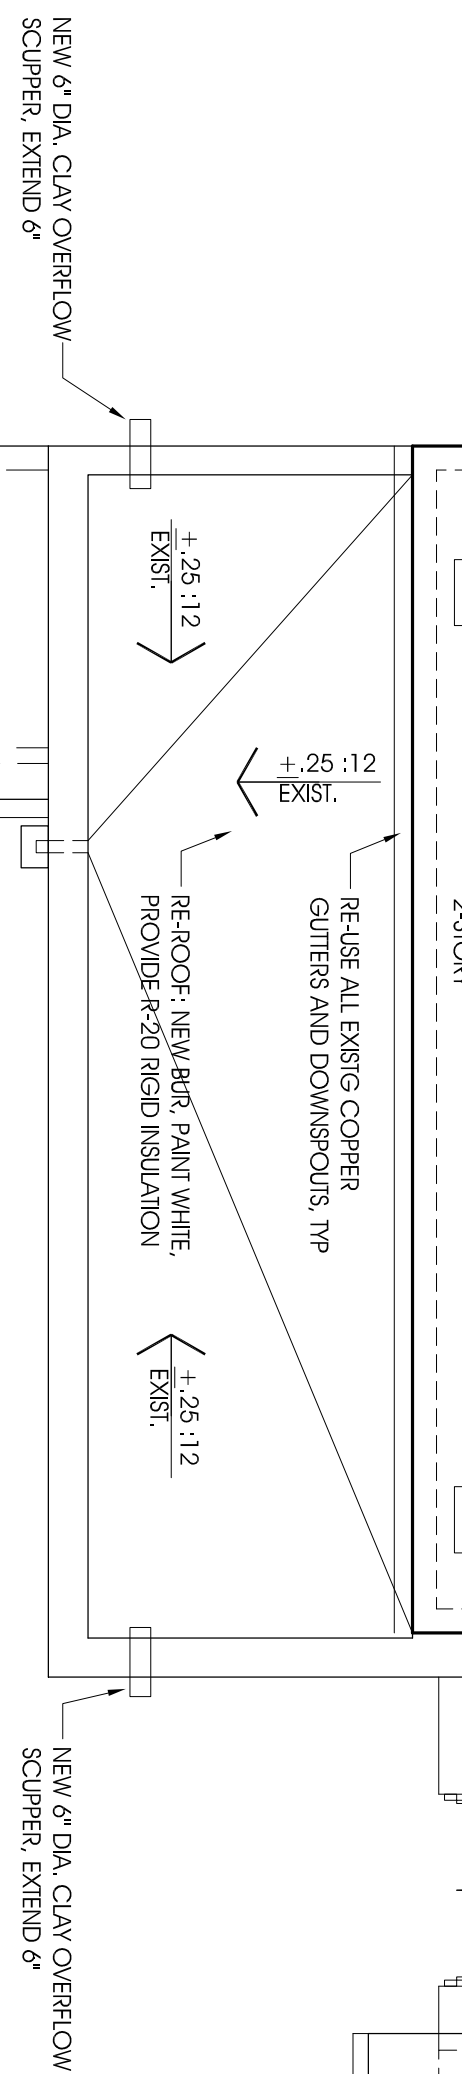 NEW 6" DIA. CLAY OVERFLOW
SCUPPER, EXTEND 6"
+.25 :12
EXIST.
+.25 :12
EXIST.
2-STORY
RE-USE ALL EXISTG COPPER
GUTTERS AND DOWNSPOUTS, TYP
RE-ROOF: NEW BUR, PAINT WHITE,
PROVIDE R-20 RIGID INSULATION
+.25 :12
EXIST.
NEW 6" DIA. CLAY OVERFLOW
SCUPPER, EXTEND 6"